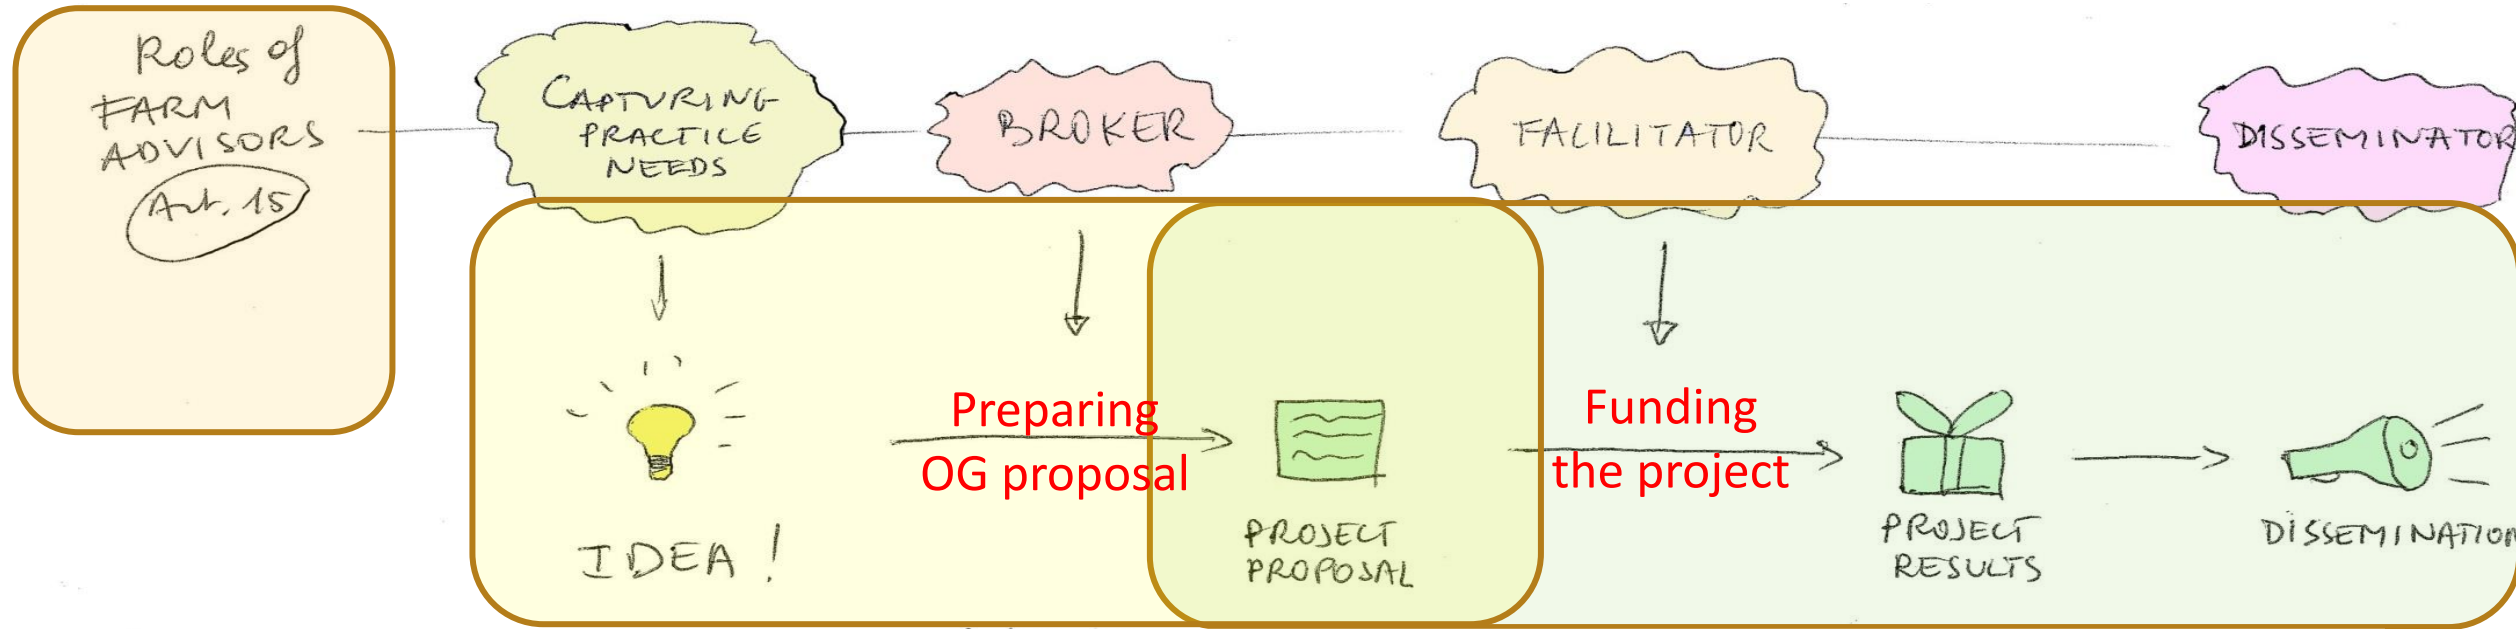 Roles of
FARM
ADVISORS
Art. 15
CAPTURING
PRACTICE
NEEDS
BROKER
FACILITATOR
DISSEMINATOR
Preparing
OG proposal
Funding
the project
IDEA !
PROJECT
PROPOSAL
PROJECT
RESULTS
DISSEMINATION